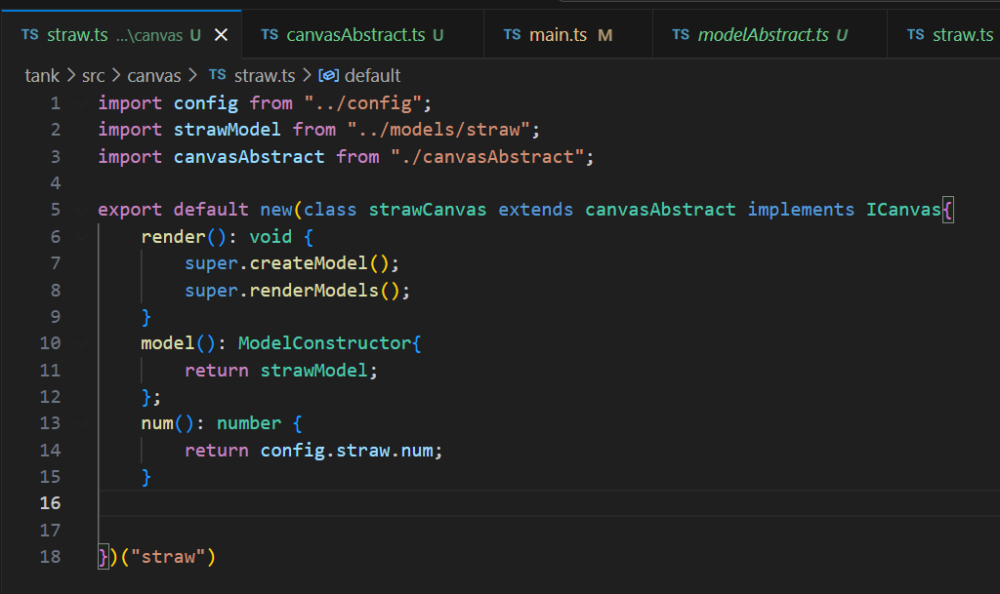 TS straw.ts ...\canvas U × TS canvasAbstract.ts U TS main.ts M TS modelAbstract.ts U TS straw.ts
tank > src > canvas > TS straw.ts > default
1 import config from "../config";
2 import strawModel from "../models/straw";
3 import canvasAbstract from "./canvasAbstract";
4
5 export default new(class strawCanvas extends canvasAbstract implements ICanvas{
6     render(): void {
7         super.createModel();
8         super.renderModels();
9     }
10     model(): ModelConstructor{
11         return strawModel;
12     };
13     num(): number {
14         return config.straw.num;
15     }
16
17
18 })("straw")